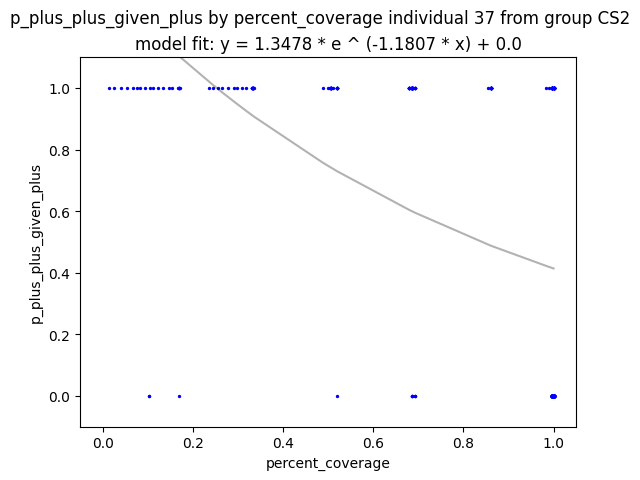 p_plus_plus_given_plus by percent_coverage individual 37 from group CS2
model fit: y = 1.3478 * e ^ (-1.1807 * x) + 0.0
1.0
0.8
0.6
0.4
0.2
0.0
p_plus_plus_given_plus
0.0 0.2 0.4 0.6 0.8 1.0
percent_coverage